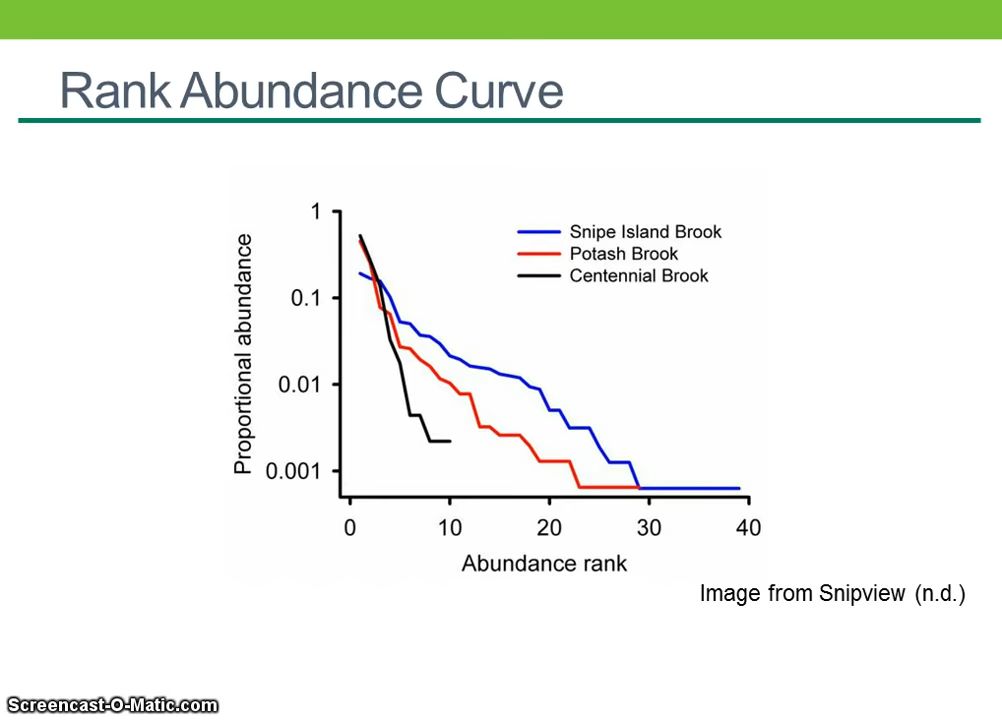 Rank Abundance Curve
1
0.1
0.01
0.001
Proportional abundance
Snipe Island Brook
Potash Brook
Centennial Brook
0 10 20 30 40
Abundance rank
Image from Snipview (n.d.)
Screencast-O-Matic.com